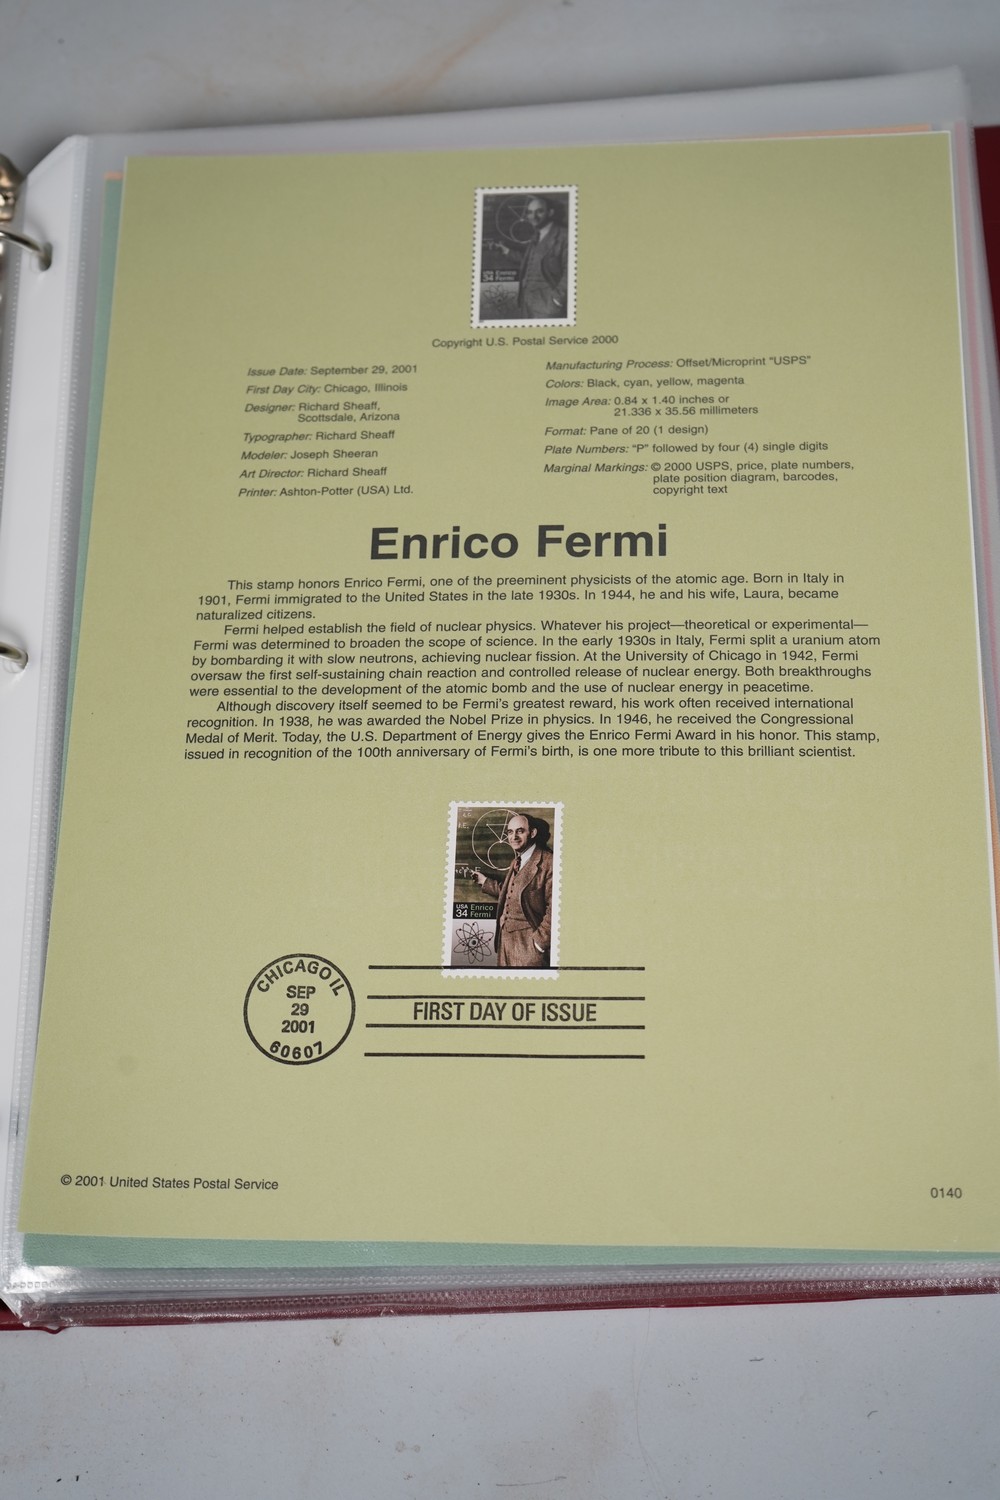 USA Enrico
34 Fermi
Copyright U.S. Postal Service 2000
Issue Date: September 29, 2001
First Day City: Chicago, Illinois
Designer: Richard Sheaff,
Scottsdale, Arizona
Typographer: Richard Sheaff
Modeler: Joseph Sheeran
Art Director: Richard Sheaff
Printer: Ashton-Potter (USA) Ltd.
Manufacturing Process: Offset/Microprint "USPS"
Colors: Black, cyan, yellow, magenta
Image Area: 0.84 x 1.40 inches or
21.336 x 35.56 millimeters
Format: Pane of 20 (1 design)
Plate Numbers: "P" followed by four (4) single digits
Marginal Markings: © 2000 USPS, price, plate numbers,
plate position diagram, barcodes,
copyright text
Enrico Fermi
This stamp honors Enrico Fermi, one of the preeminent physicists of the atomic age. Born in Italy in
1901, Fermi immigrated to the United States in the late 1930s. In 1944, he and his wife, Laura, became
naturalized citizens.
Fermi helped establish the field of nuclear physics. Whatever his project—theoretical or experimental—
Fermi was determined to broaden the scope of science. In the early 1930s in Italy, Fermi split a uranium atom
by bombarding it with slow neutrons, achieving nuclear fission. At the University of Chicago in 1942, Fermi
oversaw the first self-sustaining chain reaction and controlled release of nuclear energy. Both breakthroughs
were essential to the development of the atomic bomb and the use of nuclear energy in peacetime.
Although discovery itself seemed to be Fermi's greatest reward, his work often received international
recognition. In 1938, he was awarded the Nobel Prize in physics. In 1946, he received the Congressional
Medal of Merit. Today, the U.S. Department of Energy gives the Enrico Fermi Award in his honor. This stamp,
issued in recognition of the 100th anniversary of Fermi's birth, is one more tribute to this brilliant scientist.
USA Enrico
34 Fermi
CHICAGO IL
SEP
29
2001
60607
FIRST DAY OF ISSUE
© 2001 United States Postal Service
0140